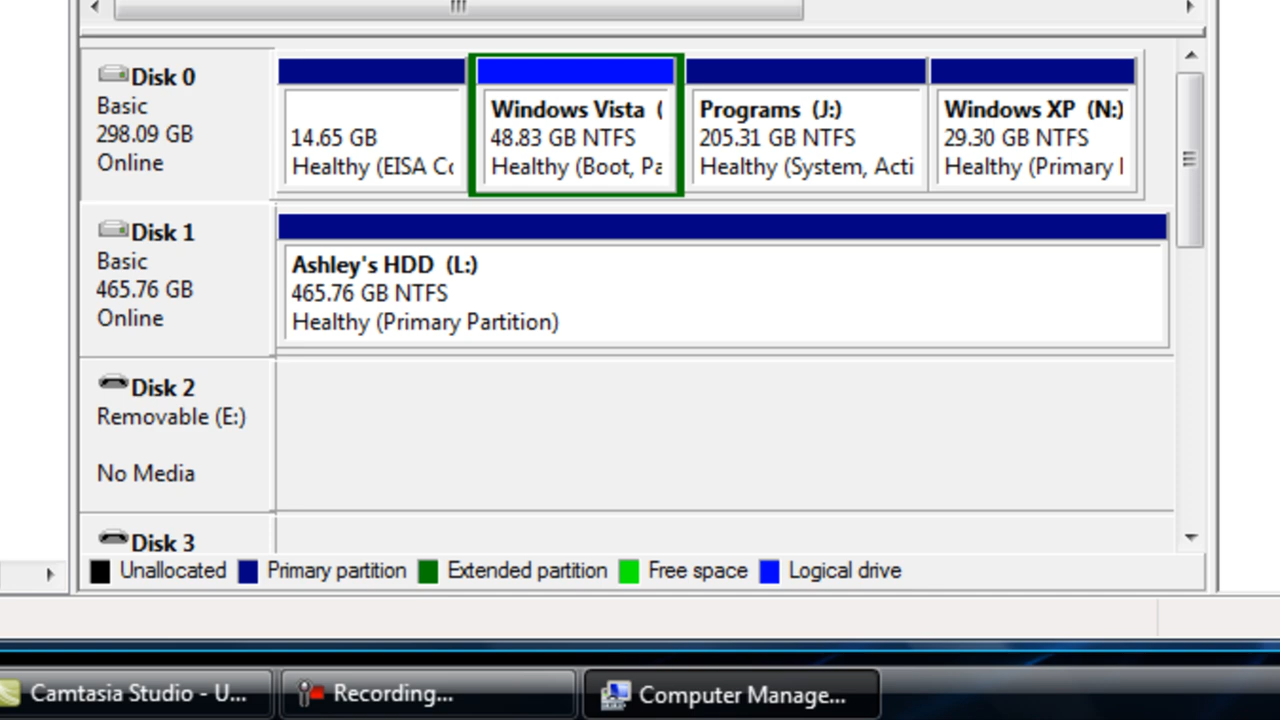 Disk 0
Basic
298.09 GB
Online
14.65 GB
Healthy (EISA Co
Windows Vista (
48.83 GB NTFS
Healthy (Boot, Pa
Programs (J:)
205.31 GB NTFS
Healthy (System, Acti
Windows XP (N:)
29.30 GB NTFS
Healthy (Primary
Disk 1
Basic
465.76 GB
Online
Ashley's HDD (L:)
465.76 GB NTFS
Healthy (Primary Partition)
Disk 2
Removable (E:)
No Media
Disk 3
Unallocated Primary partition Extended partition Free space Logical drive
Camtasia Studio - U... Recording... Computer Manage...